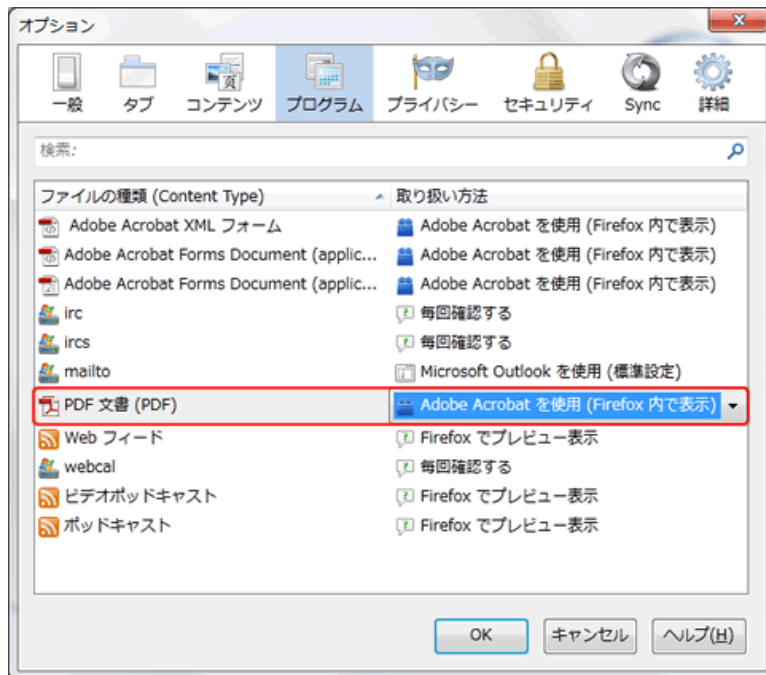 オプション
一般 タブ コンテンツ プログラム プライバシー セキュリティ Sync 詳細
検索:
ファイルの種類 (Content Type) 取り扱い方法
Adobe Acrobat XML フォーム Adobe Acrobat を使用 (Firefox 内で表示)
Adobe Acrobat Forms Document (applic... Adobe Acrobat を使用 (Firefox 内で表示)
Adobe Acrobat Forms Document (applic... Adobe Acrobat を使用 (Firefox 内で表示)
irc 毎回確認する
ircs 毎回確認する
mailto Microsoft Outlook を使用 (標準設定)
PDF 文書 (PDF) Adobe Acrobat を使用 (Firefox 内で表示)
Web フィード Firefox でプレビュー表示
webcal 毎回確認する
ビデオポッドキャスト Firefox でプレビュー表示
ポッドキャスト Firefox でプレビュー表示
OK キャンセル ヘルプ(H)